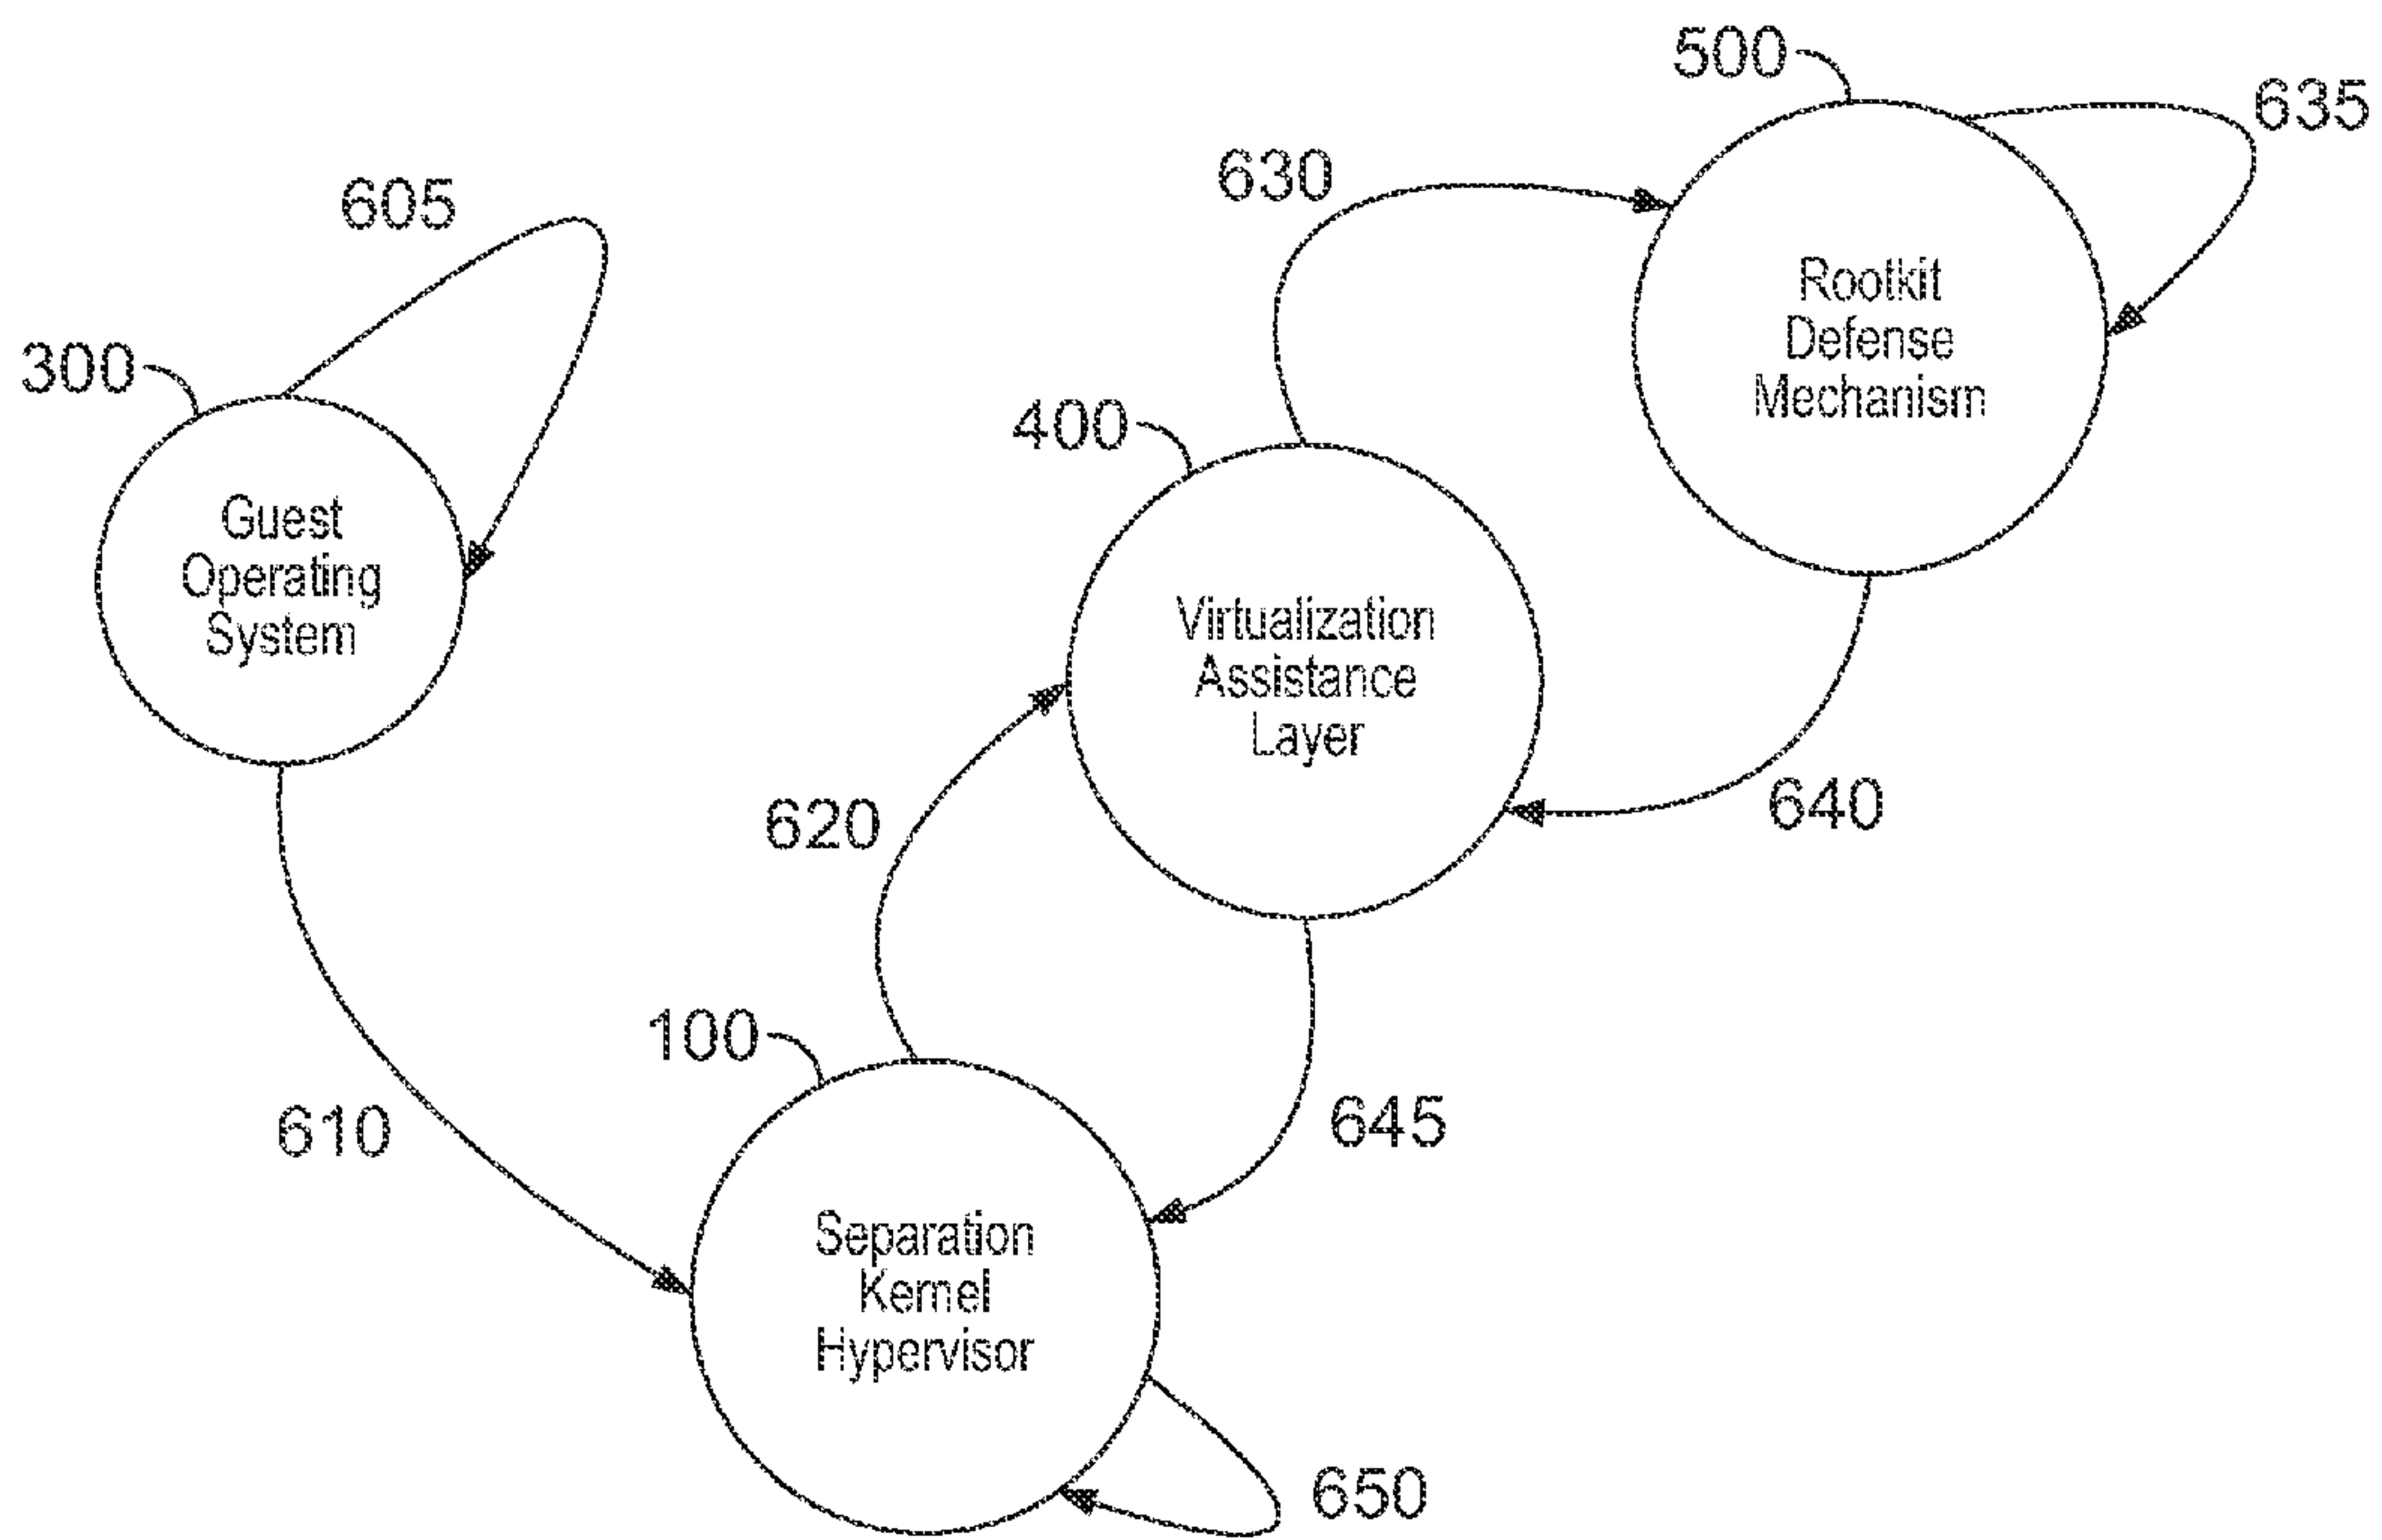 500
635
630
605
300
Rootkit
Defense
Mechanism
400
Guest
Operating
System
Virtualization
Assistance
Layer
620
640
100
610
645
Separation
Kernel
Hypervisor
650